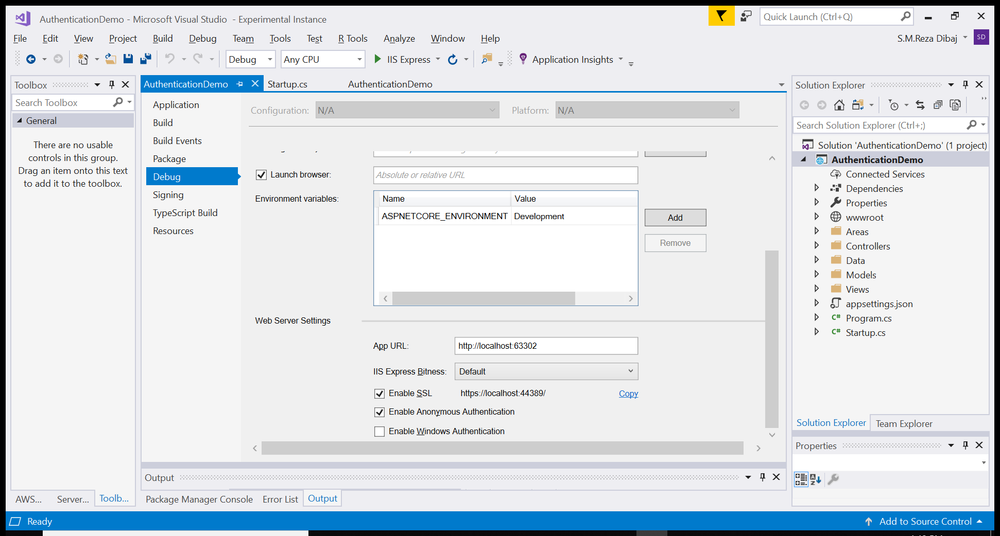 AuthenticationDemo - Microsoft Visual Studio - Experimental Instance
Quick Launch (Ctrl+Q)
File Edit View Project Build Debug Team Tools Test R Tools Analyze Window Help
S.M.Reza Dibaj SD
Debug Any CPU IIS Express Application Insights
Toolbox
Search Toolbox
General
There are no usable
controls in this group.
Drag an item onto this text
to add it to the toolbox.
AWS... Server... Toolb...
AuthenticationDemo Startup.cs AuthenticationDemo
Application
Build
Build Events
Package
Debug
Signing
TypeScript Build
Resources
Configuration: N/A Platform: N/A
Launch browser: Absolute or relative URL
Environment variables:
Name Value
ASPNETCORE_ENVIRONMENT Development
Add
Remove
Web Server Settings
App URL: http://localhost:63302
IIS Express Bitness: Default
Enable SSL https://localhost:44389/ Copy
Enable Anonymous Authentication
Enable Windows Authentication
Output
Package Manager Console Error List Output
Solution Explorer
Search Solution Explorer (Ctrl+;)
Solution 'AuthenticationDemo' (1 project)
AuthenticationDemo
Connected Services
Dependencies
Properties
wwwroot
Areas
Controllers
Data
Models
Views
appsettings.json
C# Program.cs
C# Startup.cs
Solution Explorer Team Explorer
Properties
Ready
Add to Source Control